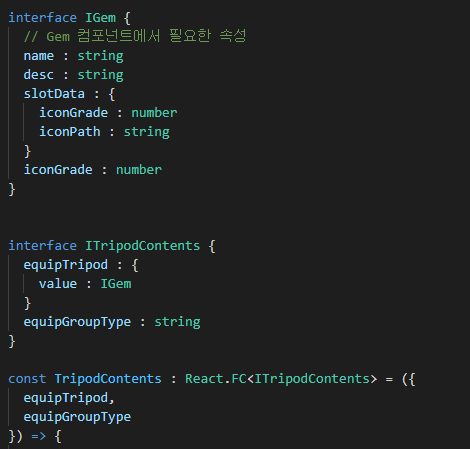 interface IGem {
// Gem 컴포넌트에서 필요한 속성
name : string
desc : string
slotData : {
iconGrade : number
iconPath : string
}
iconGrade : number
}
interface ITripodContents {
equipTripod : {
value : IGem
}
equipGroupType : string
}
const TripodContents : React.FC<ITripodContents> = ({
equipTripod,
equipGroupType
}) => {